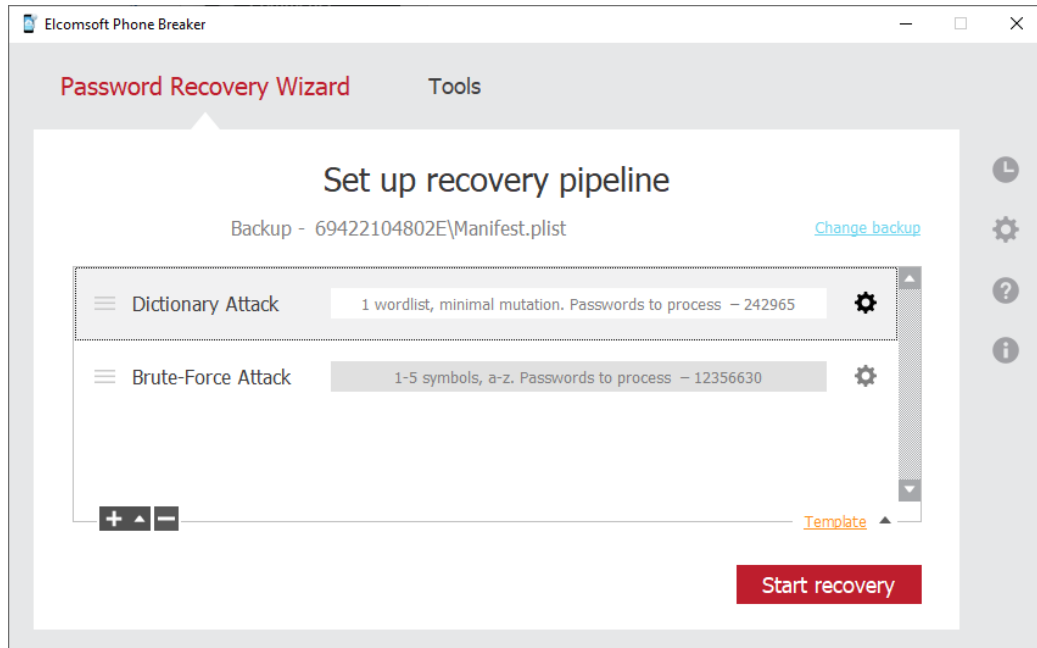 Elcomsoft Phone Breaker
Password Recovery Wizard Tools
Set up recovery pipeline
Backup - 69422104802E\Manifest.plist Change backup
Dictionary Attack 1 wordlist, minimal mutation. Passwords to process – 242965
Brute-Force Attack 1-5 symbols, a-z. Passwords to process – 12356630
Template
Start recovery